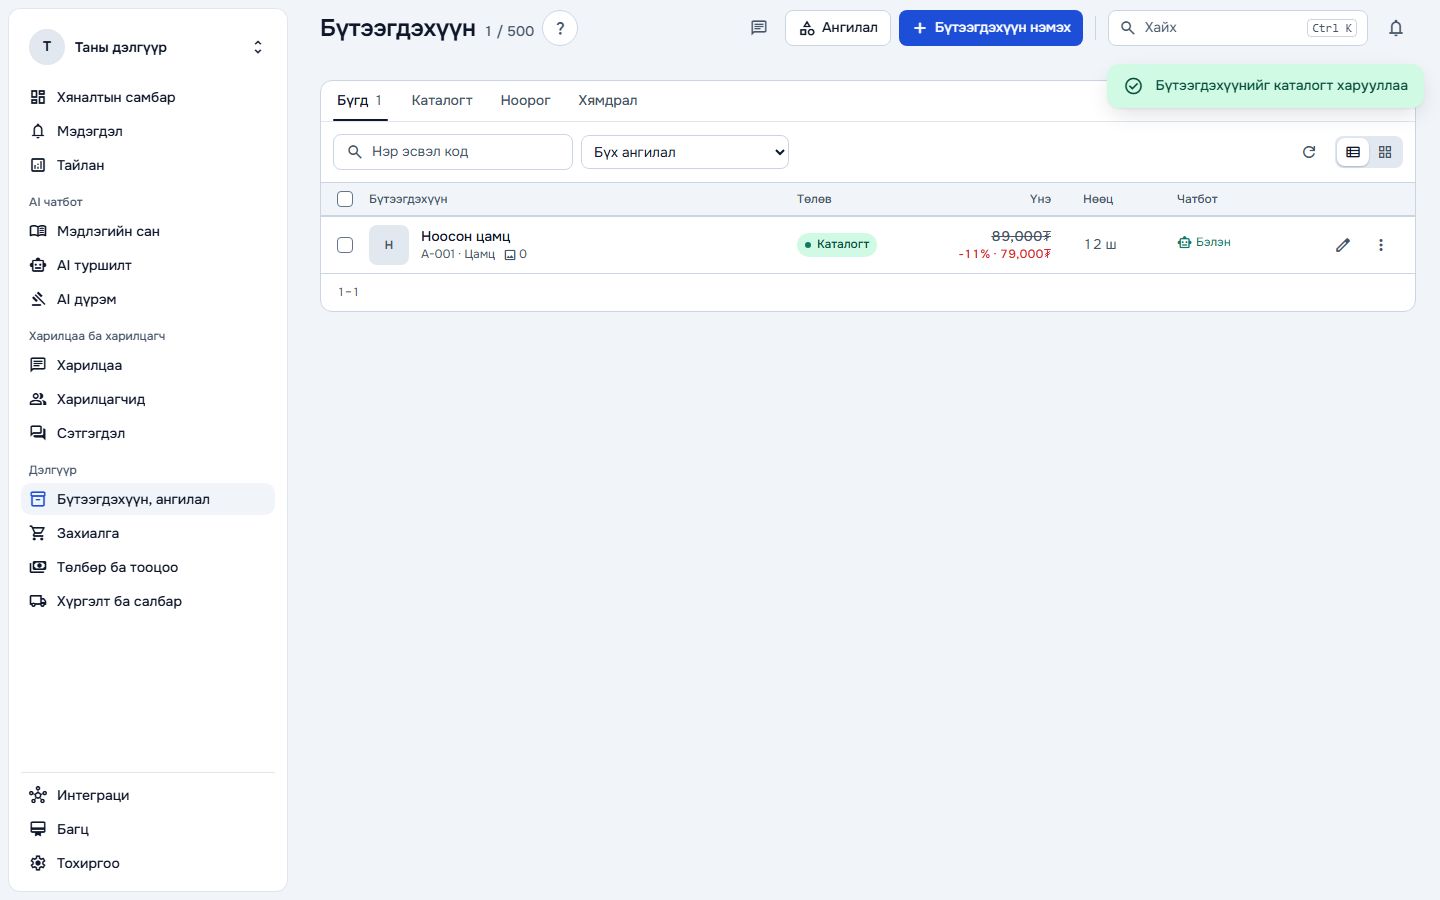 Т Таны дэлгүүр
Хяналтын самбар
Мэдэгдэл
Тайлан
AI чатбот
Мэдлэгийн сан
AI туршилт
AI дүрэм
Харилцаа ба харилцагч
Харилцаа
Харилцагчид
Сэтгэгдэл
Дэлгүүр
Бүтээгдэхүүн, ангилал
Захиалга
Төлбөр ба тооцоо
Хүргэлт ба салбар
Интеграци
Багц
Тохиргоо
Бүтээгдэхүүн 1 / 500 ?
Ангилал
Бүтээгдэхүүн нэмэх
Хайх Ctrl K
Бүтээгдэхүүнийг каталогт харууллаа
Бүгд 1 Каталогт Ноорог Хямдрал
Нэр эсвэл код
Бүх ангилал
Бүтээгдэхүүн Төлөв Үнэ Нөөц Чатбот
Н Ноосон цамц Каталогт 89,000₮ 12 ш Бэлэн
A-001 · Цамц 0 -11% · 79,000₮
1–1